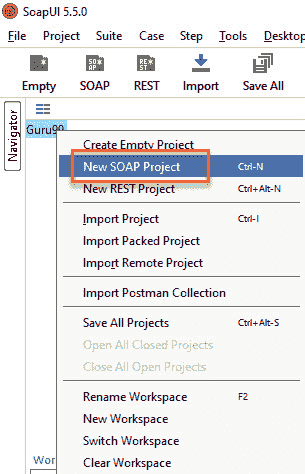 SoapUI 5.5.0
File Project Suite Case Step Tools Desktop
Empty SOAP REST Import Save All
Navigator
Guru99
Create Empty Project
New SOAP Project Ctrl-N
New REST Project Ctrl+Alt-N
Import Project Ctrl-I
Import Packed Project
Import Remote Project
Import Postman Collection
Save All Projects Ctrl+Alt-S
Open All Closed Projects
Close All Open Projects
Rename Workspace F2
New Workspace
Switch Workspace
Wor
Clear Workspace